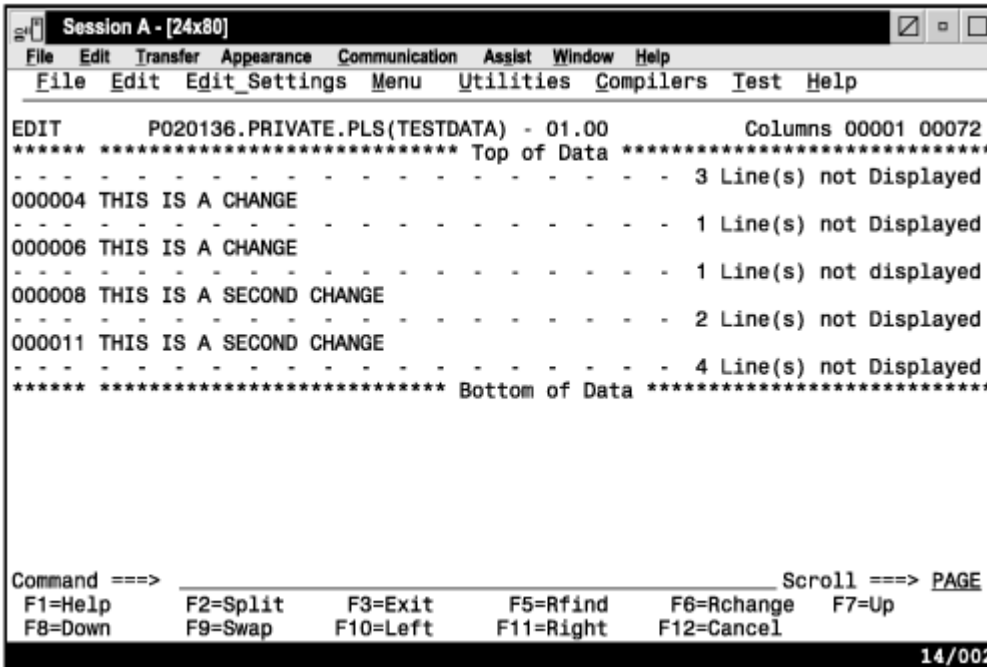 Session A - [24x80]
File Edit Transfer Appearance Communication Assist Window Help
File Edit Edit_Settings Menu Utilities Compilers Test Help
EDIT P020136.PRIVATE.PLS(TESTDATA) - 01.00 Columns 00001 00072
****** ***************************** Top of Data ******************************
- - - - - - - - - - - - - - - - - - - - - 3 Line(s) not Displayed
000004 THIS IS A CHANGE
- - - - - - - - - - - - - - - - - - - - - 1 Line(s) not Displayed
000006 THIS IS A CHANGE
- - - - - - - - - - - - - - - - - - - - - 1 Line(s) not displayed
000008 THIS IS A SECOND CHANGE
- - - - - - - - - - - - - - - - - - - - - 2 Line(s) not Displayed
000011 THIS IS A SECOND CHANGE
- - - - - - - - - - - - - - - - - - - - - 4 Line(s) not Displayed
****** **************************** Bottom of Data ****************************
Command ===> Scroll ===> PAGE
F1=Help F2=Split F3=Exit F5=Rfind F6=Rchange F7=Up
F8=Down F9=Swap F10=Left F11=Right F12=Cancel
14/002